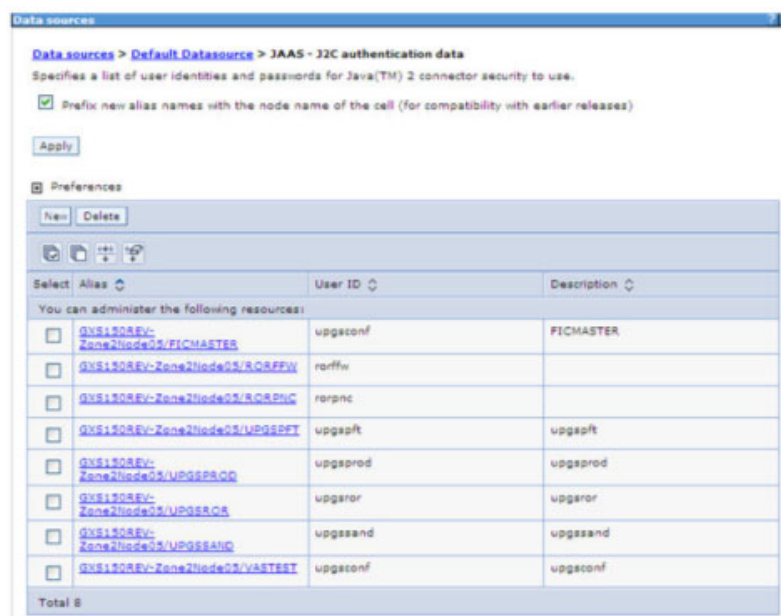 Data sources
?
Data sources > Default Datasource > JAAS - J2C authentication data
Specifies a list of user identities and passwords for Java(TM) 2 connector security to use.
Prefix new alias names with the node name of the cell (for compatibility with earlier releases)
Apply
Preferences
New Delete
Select Alias User ID Description
You can administer the following resources:
GXS150REV-
Zone2Node05/FICMASTER upgsconf FICMASTER
GXS150REV-Zone2Node05/RORFFW rorffw
GXS150REV-Zone2Node05/RORPNC rorpnc
GXS150REV-Zone2Node05/UPGSPFT upgspft upgspft
GXS150REV-
Zone2Node05/UPGSPROD upgsprod upgsprod
GXS150REV-
Zone2Node05/UPGSROR upgsror upgsror
GXS150REV-
Zone2Node05/UPGSSAND upgssand upgssand
GXS150REV-Zone2Node05/VASTEST upgsconf upgsconf
Total 8